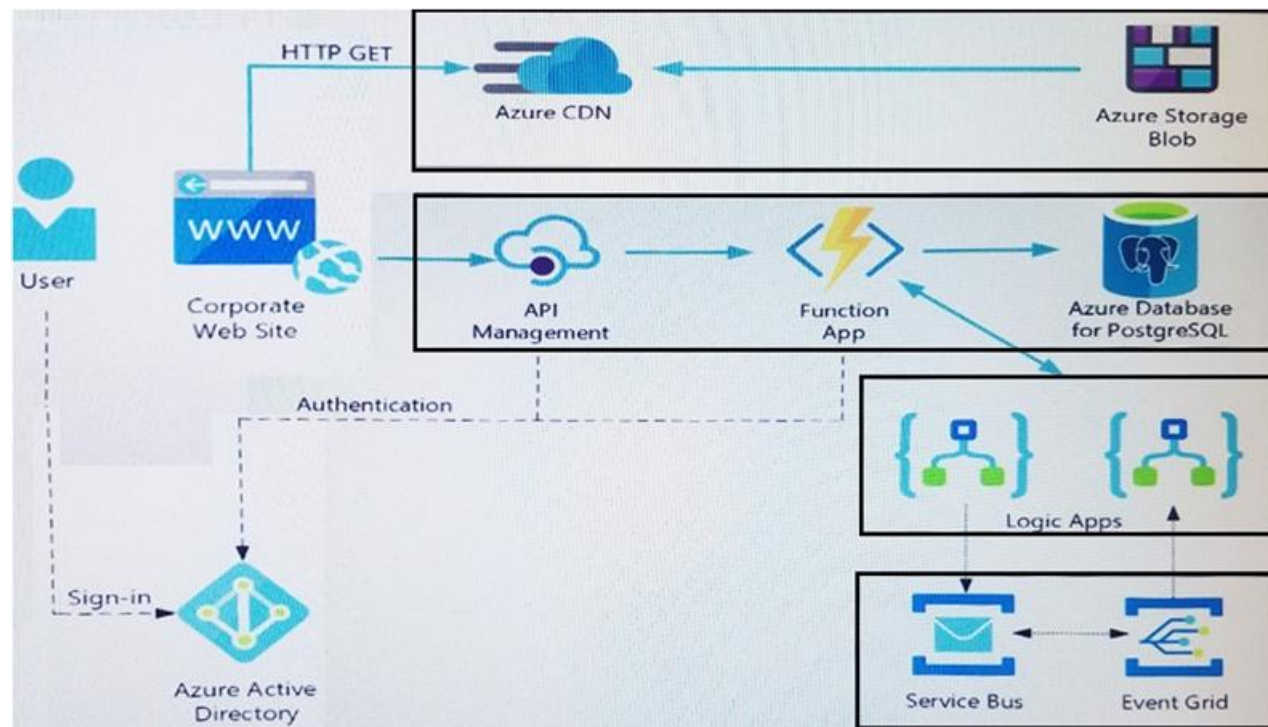 HTTP GET
Azure CDN
Azure Storage
Blob
www
User
Corporate
Web Site
API
Management
Function
App
Azure Database
for PostgreSQL
Authentication
Logic Apps
Sign-in
Azure Active
Directory
Service Bus
Event Grid